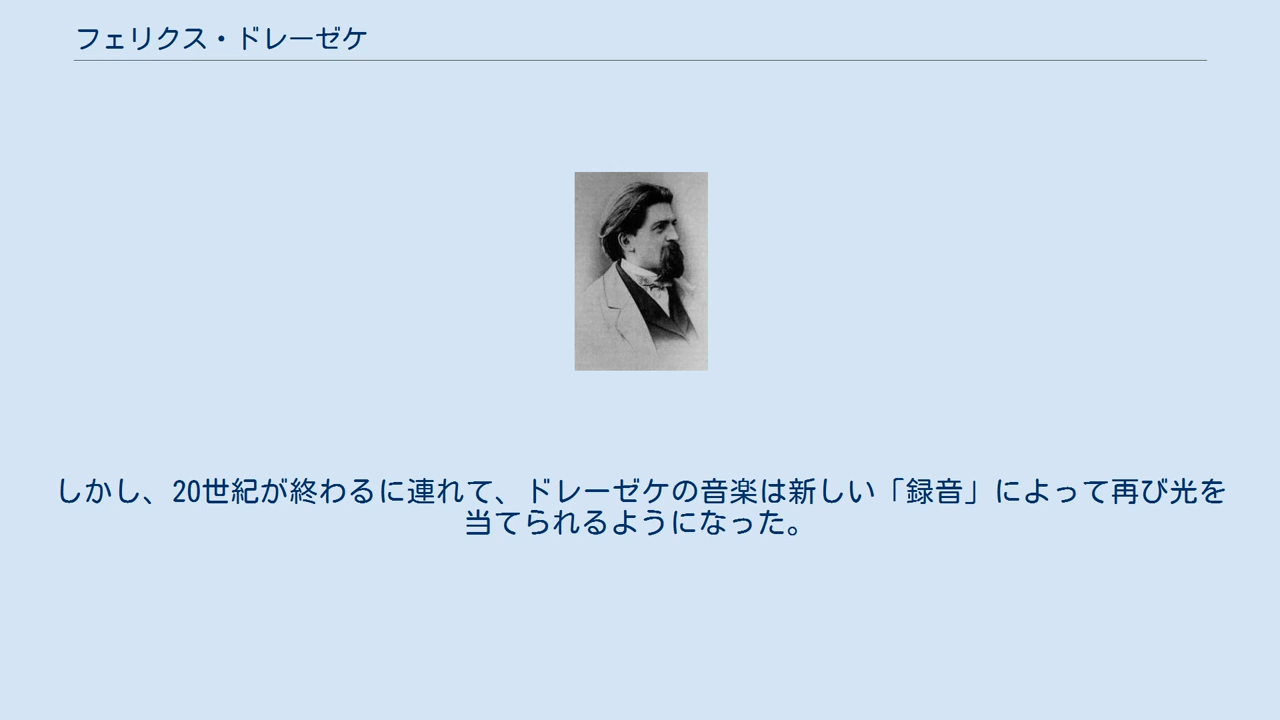 フェリクス・ドレーゼケ
しかし、20世紀が終わるに連れて、ドレーゼケの音楽は新しい「録音」によって再び光を
当てられるようになった。